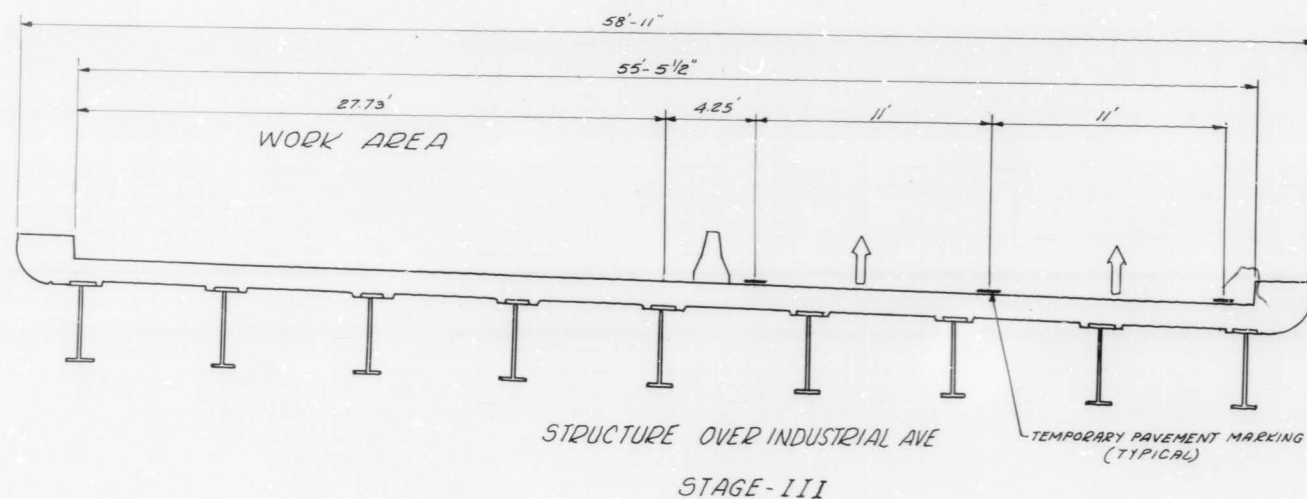 58'-11"
55'-5 1/2"
27.73'
4.25'
11'
11'
WORK AREA
STRUCTURE OVER INDUSTRIAL AVE
TEMPORARY PAVEMENT MARKING
(TYPICAL)
STAGE-III